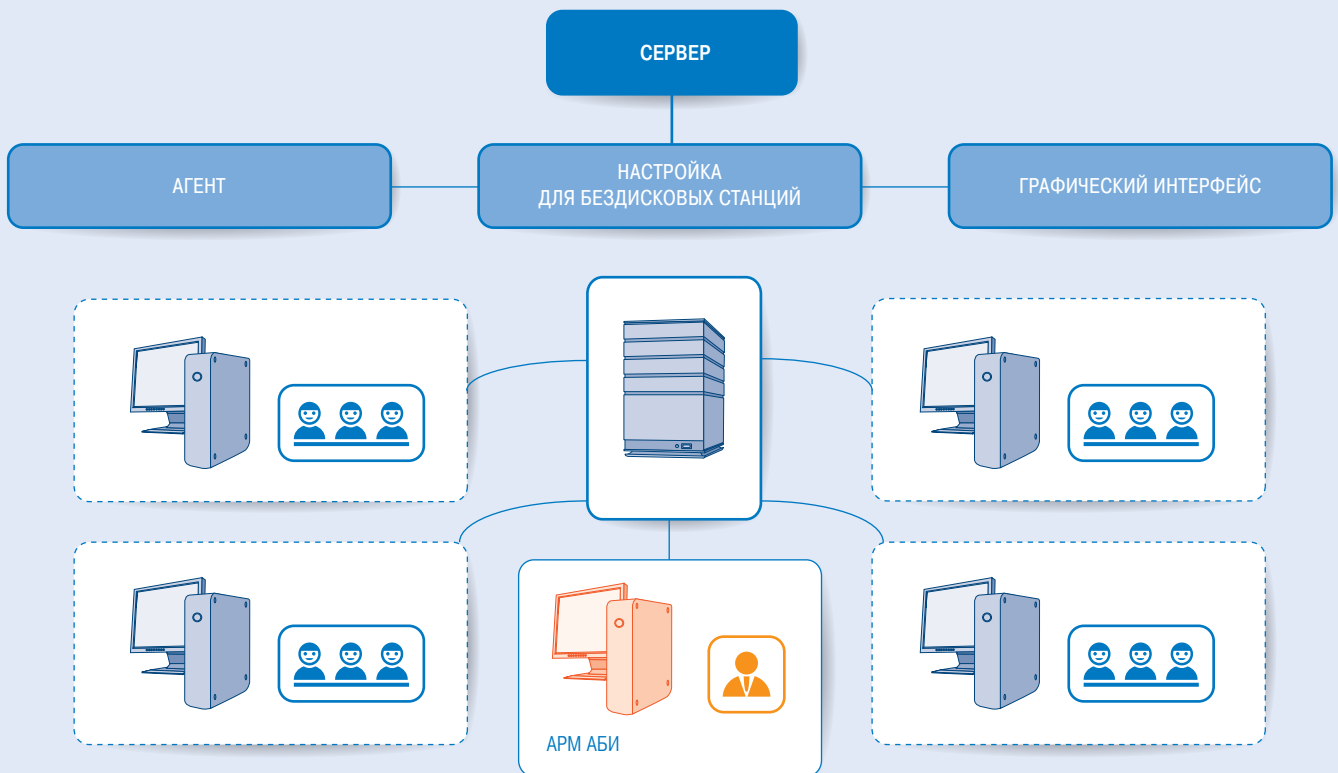 СЕРВЕР
АГЕНТ
НАСТРОЙКА
ДЛЯ БЕЗДИСКОВЫХ СТАНЦИЙ
ГРАФИЧЕСКИЙ ИНТЕРФЕЙС
АРМ АБИ